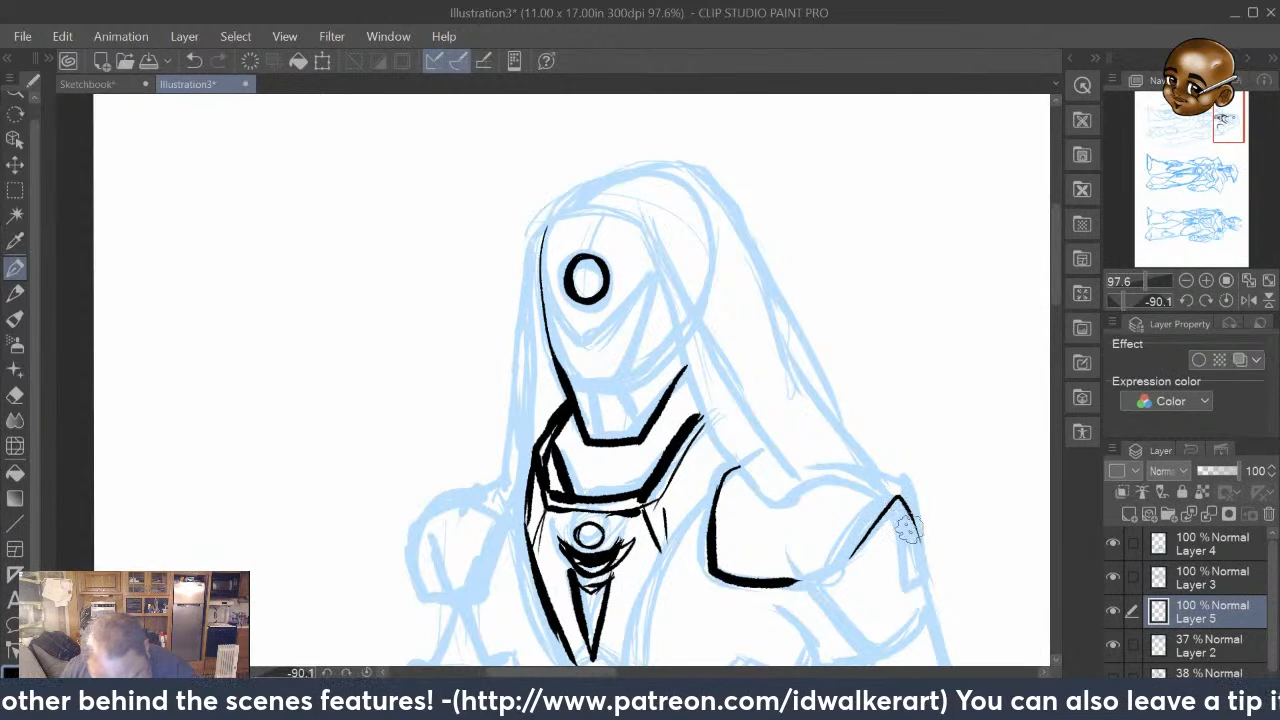 Illustration3* (11.00 x 17.00in 300dpi 97.6%) - CLIP STUDIO PAINT PRO
File Edit Animation Layer Select View Filter Window Help
Sketchbook* Illustration3*
97.6
-90.1
Layer Property
Effect
Expression color
Color
Layer
Norma 100
100 % Normal
Layer 4
100 % Normal
Layer 3
100 % Normal
Layer 5
37 % Normal
Layer 2
38 % Normal
-90.1
other behind the scenes features! -(http://www.patreon.com/idwalkerart) You can also leave a tip i